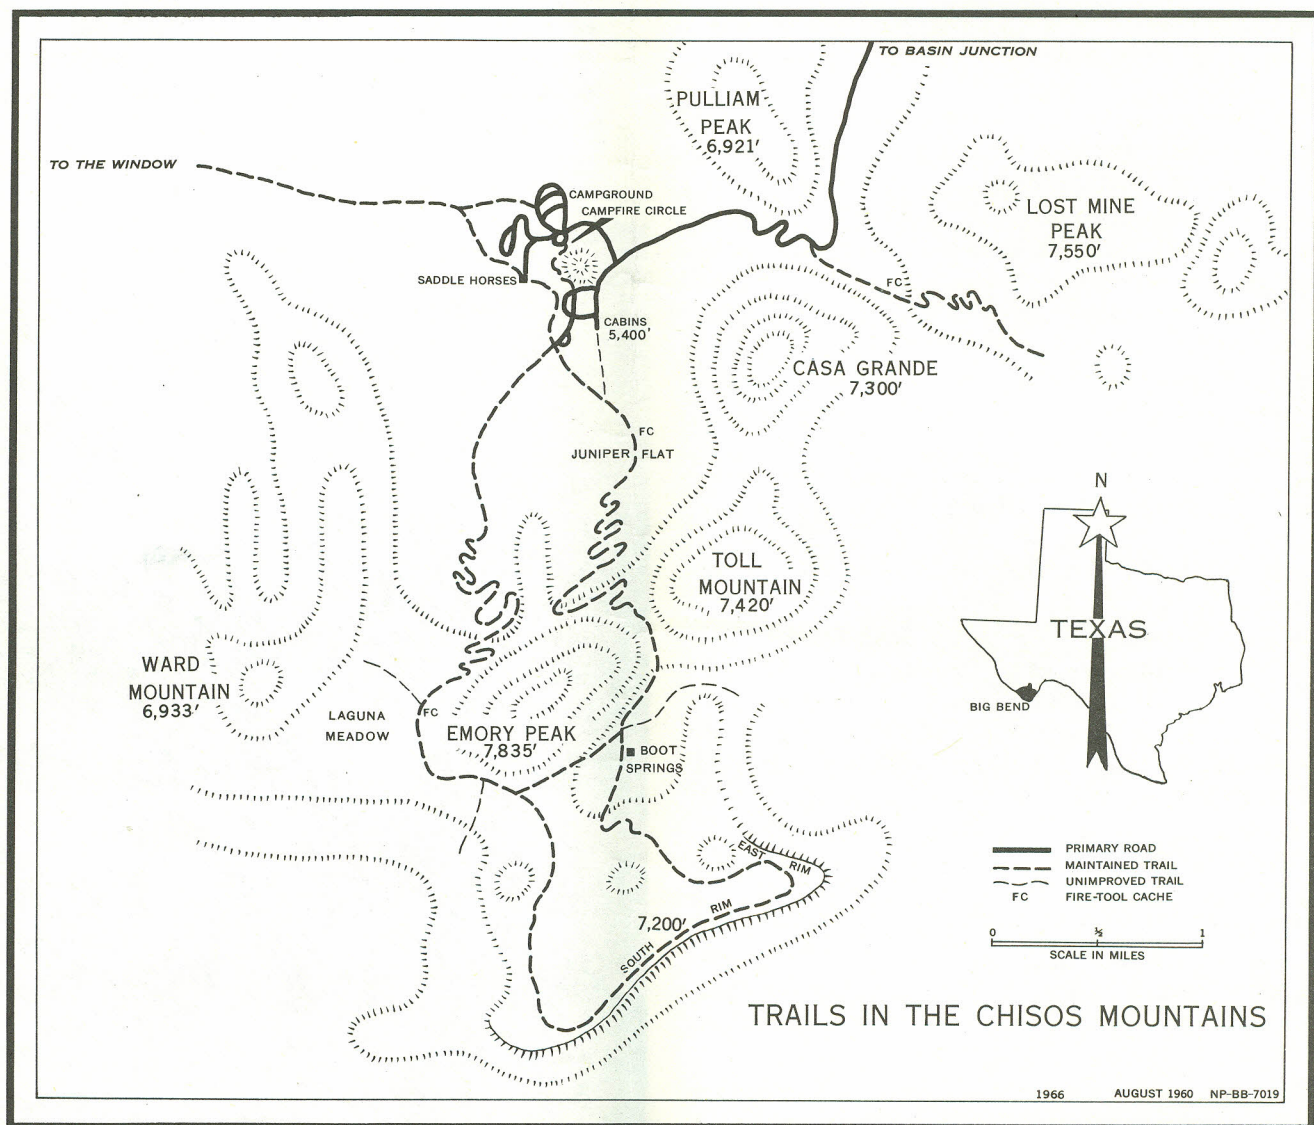 TO BASIN JUNCTION
PULLIAM
PEAK
6,921'
TO THE WINDOW
CAMPGROUND
CAMPFIRE CIRCLE
LOST MINE
PEAK
7,550'
SADDLE HORSES
FC
CABINS
5,400'
CASA GRANDE
7,300'
FC
JUNIPER FLAT
N
TOLL
MOUNTAIN
7,420'
TEXAS
BIG BEND
WARD
MOUNTAIN
6,933'
LAGUNA
MEADOW
FC
EMORY PEAK
7,835'
BOOT
SPRINGS
EAST RIM
7,200'
SOUTH RIM
PRIMARY ROAD
MAINTAINED TRAIL
UNIMPROVED TRAIL
FC FIRE-TOOL CACHE
0 ½ 1
SCALE IN MILES
TRAILS IN THE CHISOS MOUNTAINS
1966 AUGUST 1960 NP-BB-7019